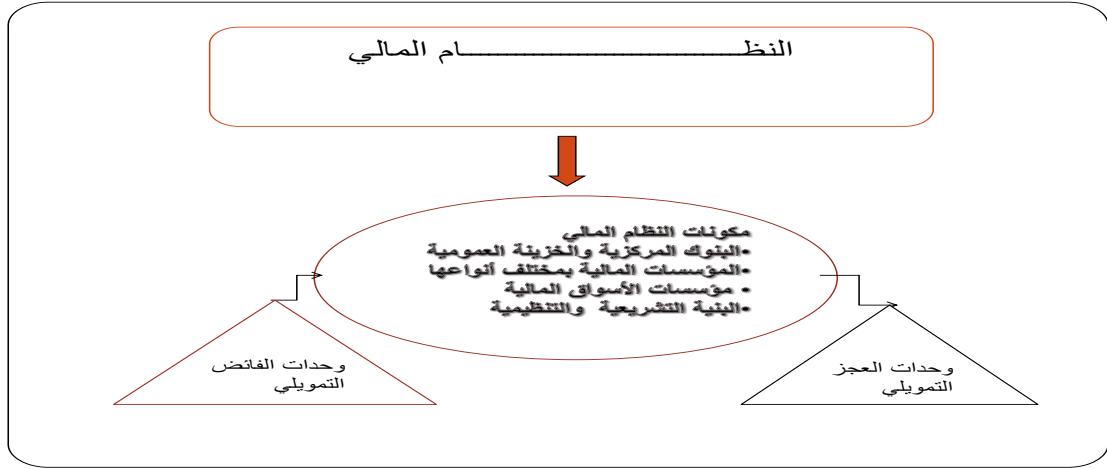 النظـــــــــــــــــــــــــــــام المالي
مكونات النظام المالي
•البنوك المركزية والخزينة العمومية
•المؤسسات المالية بمختلف أنواعها
• مؤسسات الأسواق المالية
•البنية التشريعية والتنظيمية
وحدات الفائض
التمويلي
وحدات العجز
التمويلي